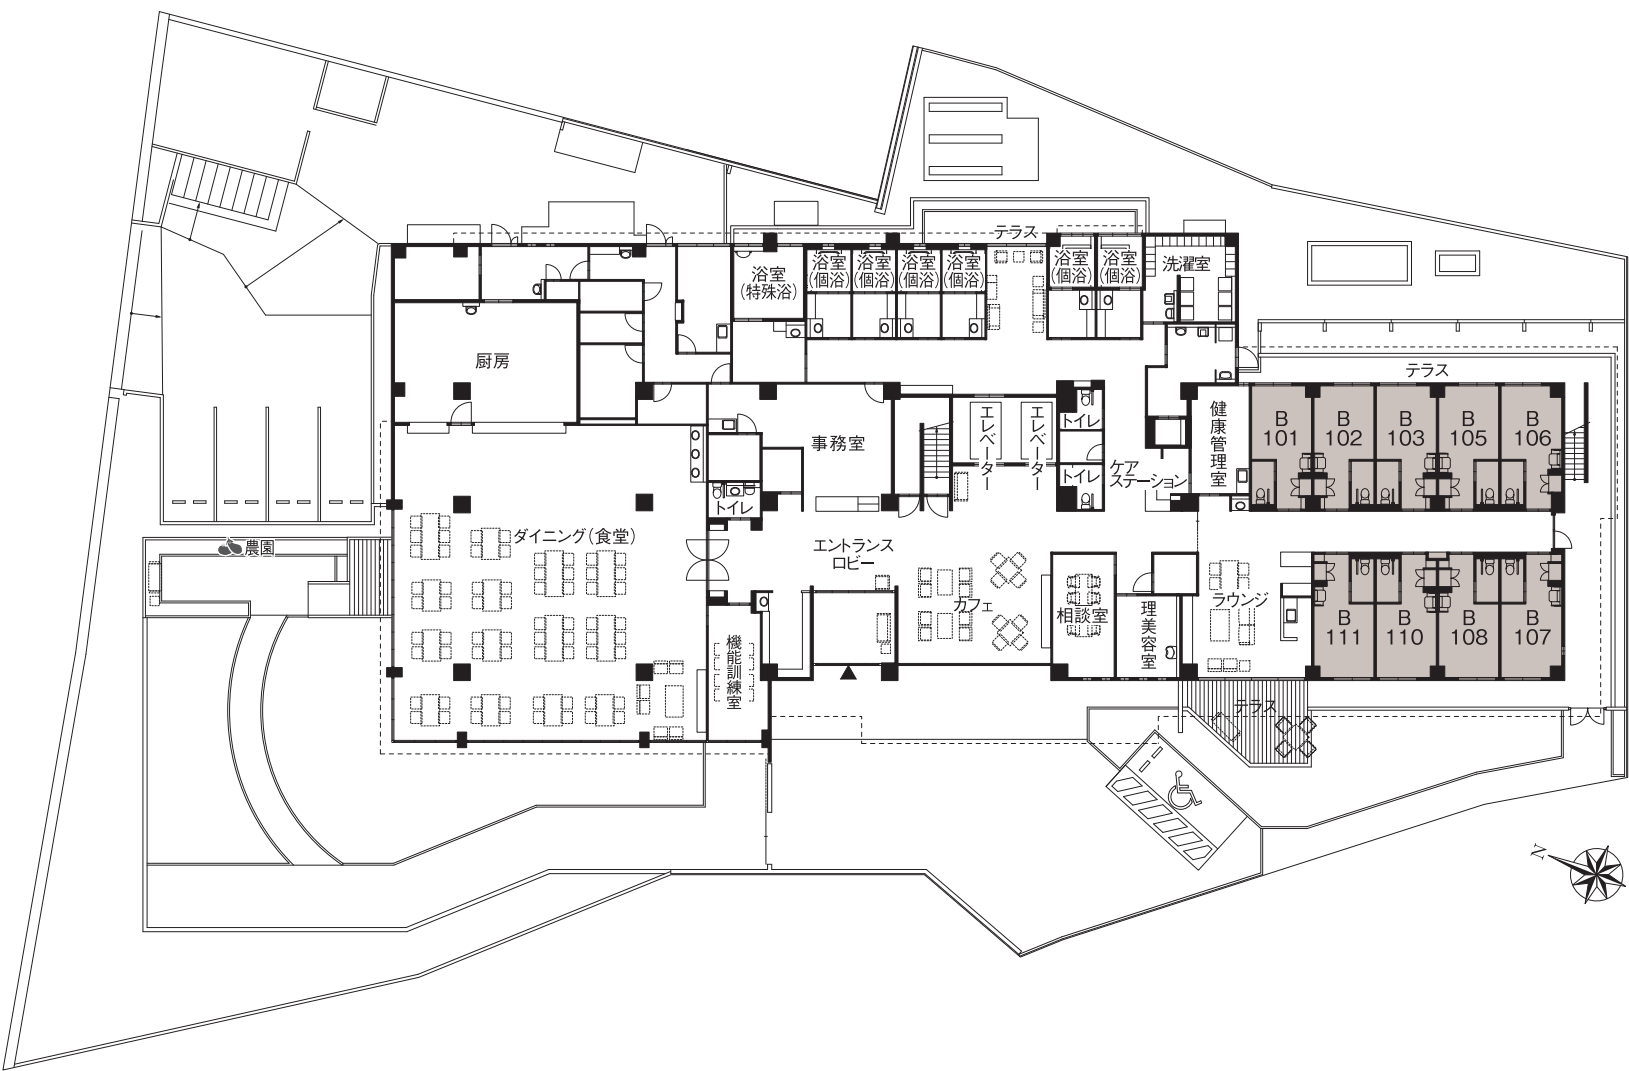 テラス
浴室
(特殊浴)
浴室
(個浴)
浴室
(個浴)
浴室
(個浴)
浴室
(個浴)
浴室
(個浴)
浴室
(個浴)
洗濯室
厨房
テラス
事務室
エレベーター
エレベーター
トイレ
トイレ
ケア
ステーション
健康管理室
B
101
B
102
B
103
B
105
B
106
トイレ
ダイニング(食堂)
農園
エントランス
ロビー
カフェ
相談室
理美容室
ラウンジ
機能訓練室
B
111
B
110
B
108
B
107
テラス
N